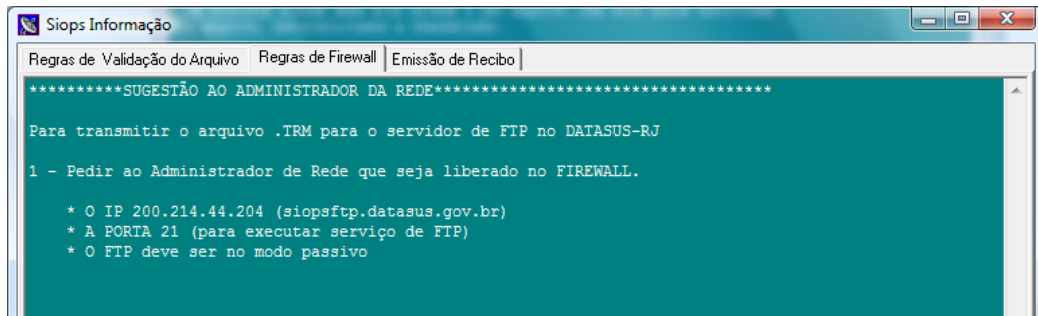 Siops Informação
Regras de Validação do Arquivo Regras de Firewall Emissão de Recibo
**********SUGESTÃO AO ADMINISTRADOR DA REDE************************************
Para transmitir o arquivo .TRM para o servidor de FTP no DATASUS-RJ
1 - Pedir ao Administrador de Rede que seja liberado no FIREWALL.
* O IP 200.214.44.204 (siopsftp.datasus.gov.br)
* A PORTA 21 (para executar serviço de FTP)
* O FTP deve ser no modo passivo